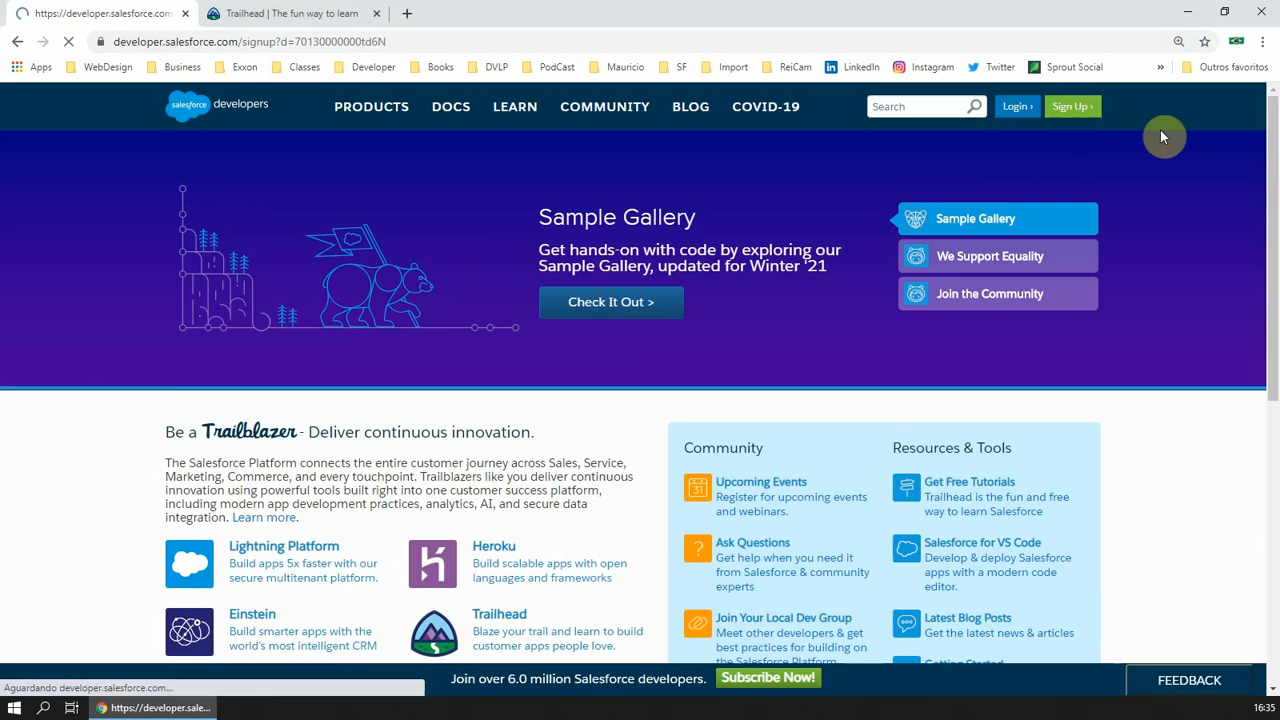 https://developer.salesforce.com/
Trailhead | The fun way to learn
developer.salesforce.com/signup?d=70130000000td6N
Apps
WebDesign
Business
Exxon
Classes
Developer
Books
DVLP
PodCast
Mauricio
SF
Import
ReiCam
LinkedIn
Instagram
Twitter
Sprout Social
»
Outros favoritos
salesforce developers
PRODUCTS
DOCS
LEARN
COMMUNITY
BLOG
COVID-19
Search
Login ›
Sign Up ›
Sample Gallery
Get hands-on with code by exploring our
Sample Gallery, updated for Winter '21
Check It Out >
Sample Gallery
We Support Equality
Join the Community
Be a Trailblazer - Deliver continuous innovation.
The Salesforce Platform connects the entire customer journey across Sales, Service,
Marketing, Commerce, and every touchpoint. Trailblazers like you deliver continuous
innovation using powerful tools built right into one customer success platform,
including modern app development practices, analytics, AI, and secure data
integration. Learn more.
Lightning Platform
Build apps 5x faster with our
secure multitenant platform.
Heroku
Build scalable apps with open
languages and frameworks
Einstein
Build smarter apps with the
world's most intelligent CRM
Trailhead
Blaze your trail and learn to build
customer apps people love.
Community
Upcoming Events
Register for upcoming events
and webinars.
Ask Questions
Get help when you need it
from Salesforce & community
experts
Join Your Local Dev Group
Meet other developers & get
best practices for building on
the Salesforce Platform
Resources & Tools
Get Free Tutorials
Trailhead is the fun and free
way to learn Salesforce
Salesforce for VS Code
Develop & deploy Salesforce
apps with a modern code
editor.
Latest Blog Posts
Get the latest news & articles
Getting Started
Join over 6.0 million Salesforce developers.
Subscribe Now!
FEEDBACK
Aguardando developer.salesforce.com...
https://developer.sale...
16:35